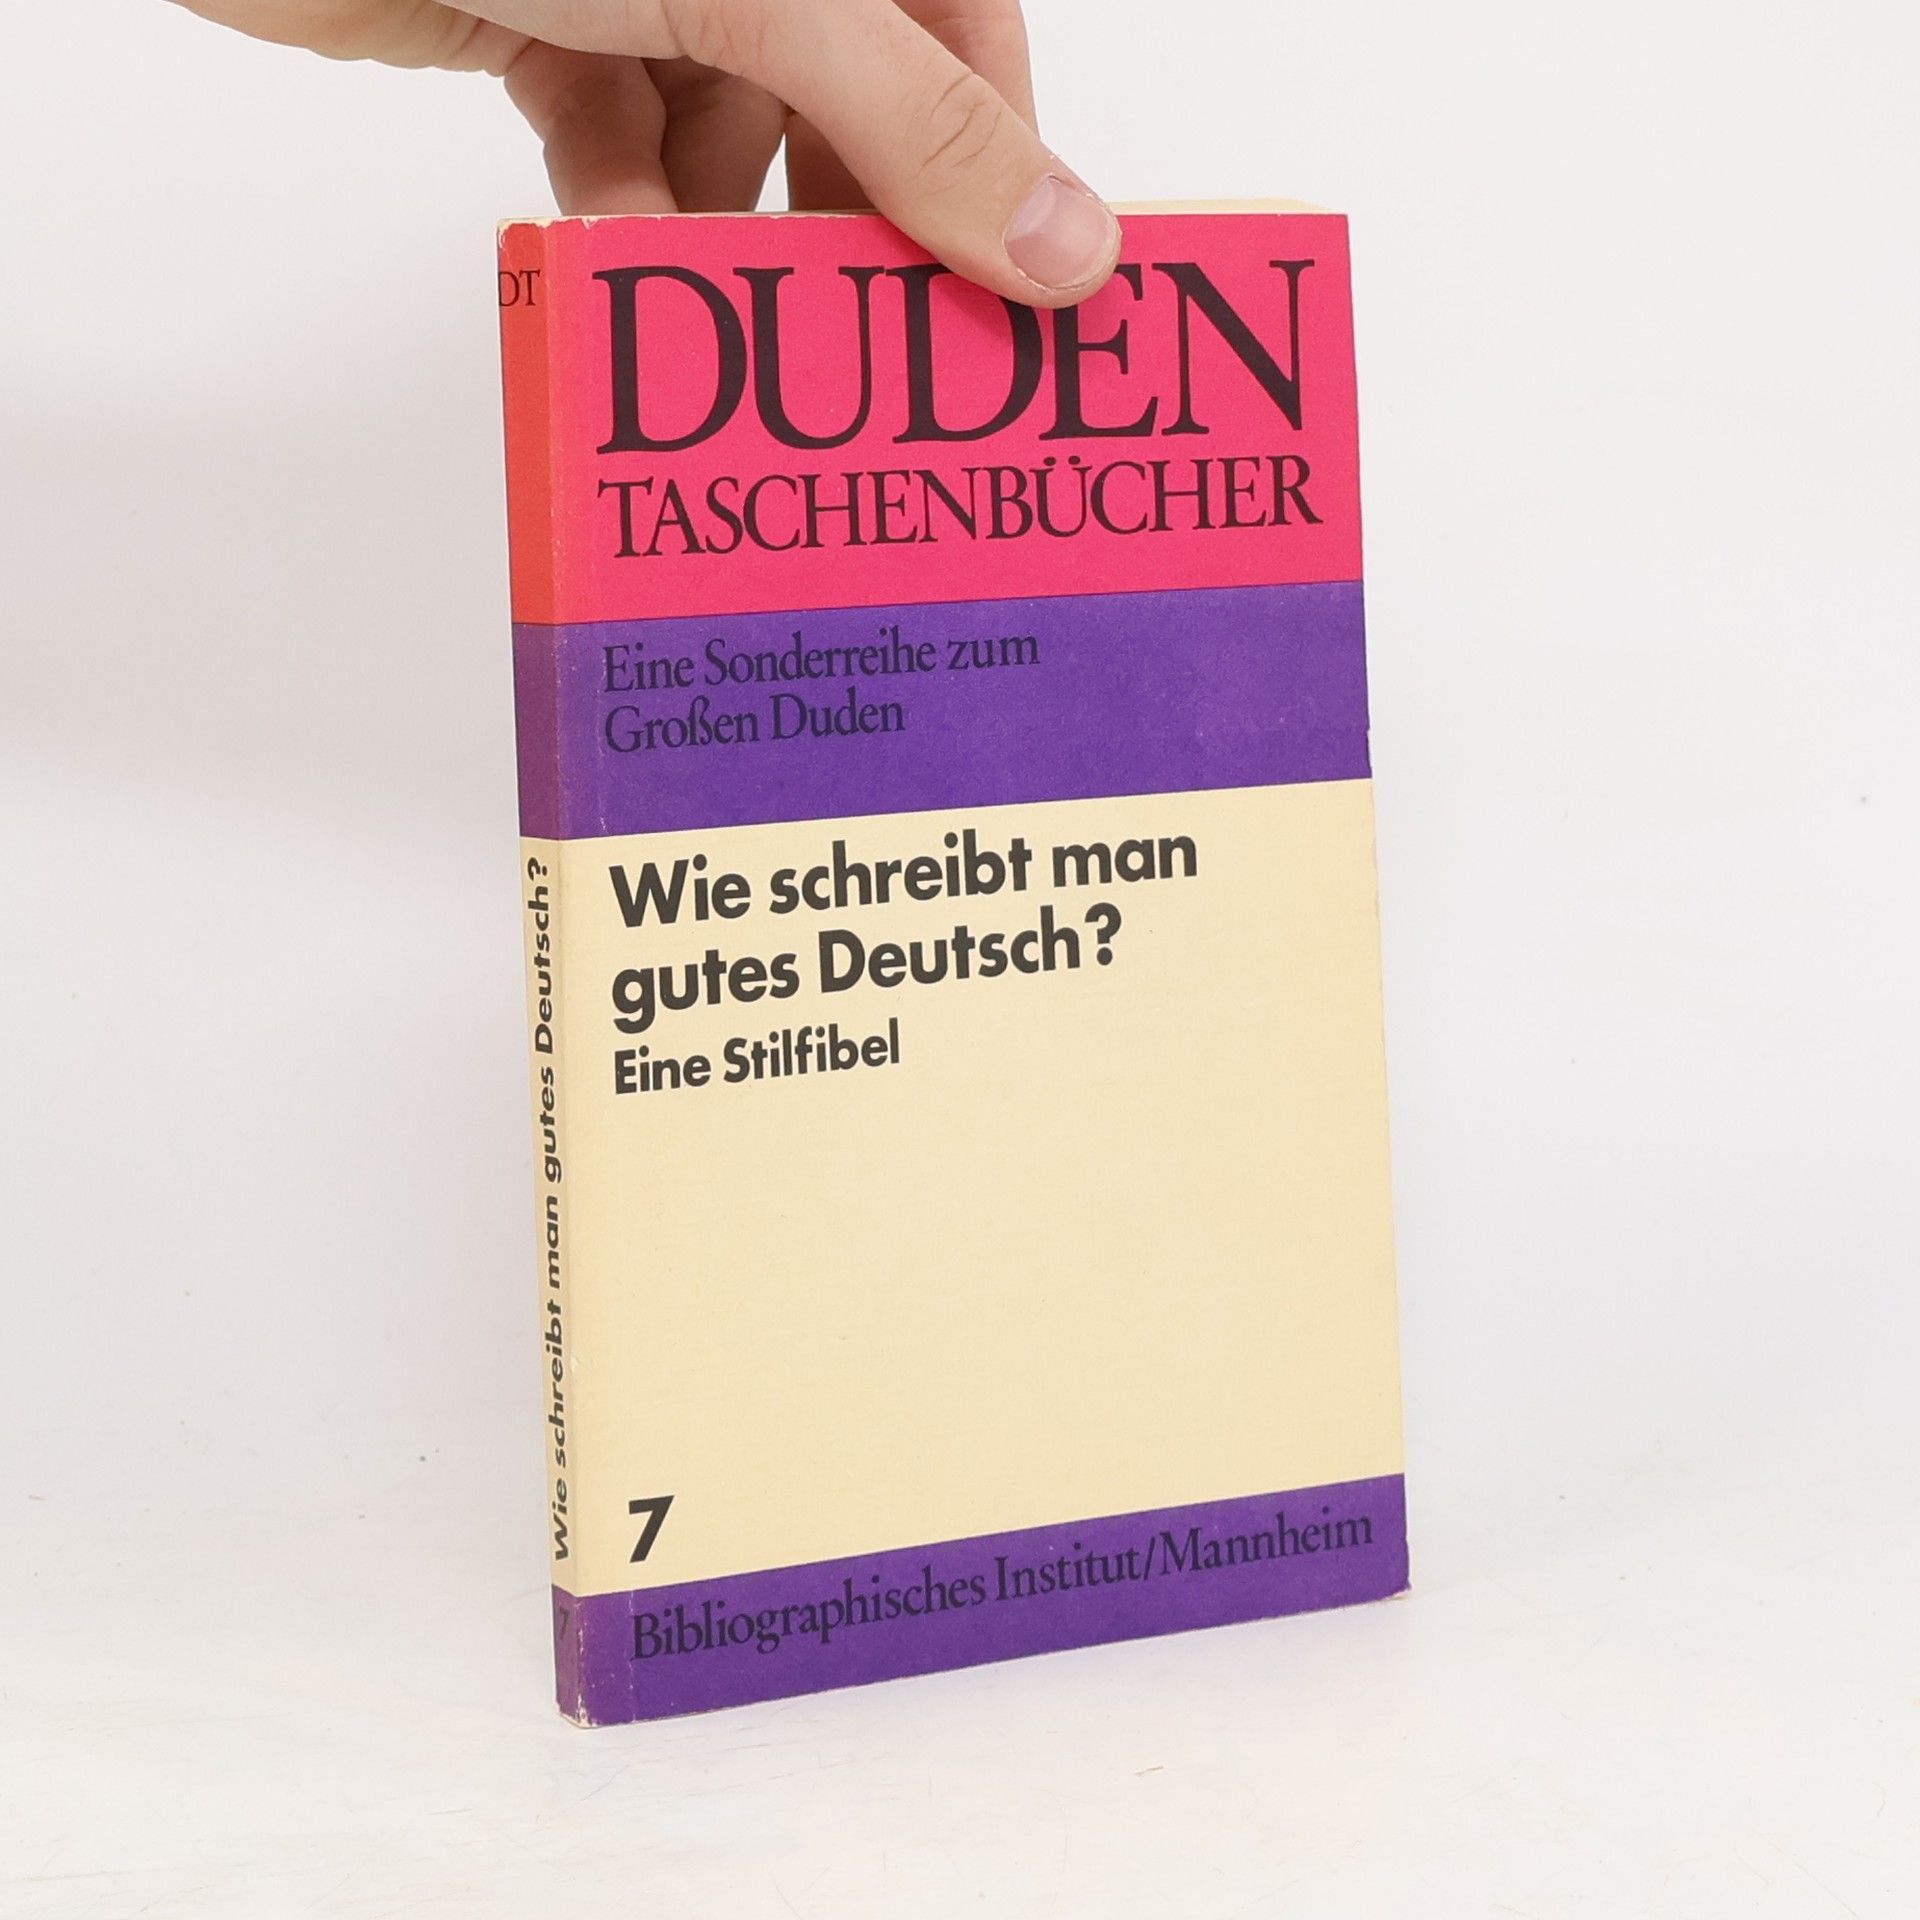 DT
DUDEN
TASCHENBÜCHER
Eine Sonderreihe zum
Großen Duden
Wie schreibt man
gutes Deutsch?
Eine Stilfibel
7
Bibliographisches Institut/Mannheim
Wie schreibt man gutes Deutsch?
7